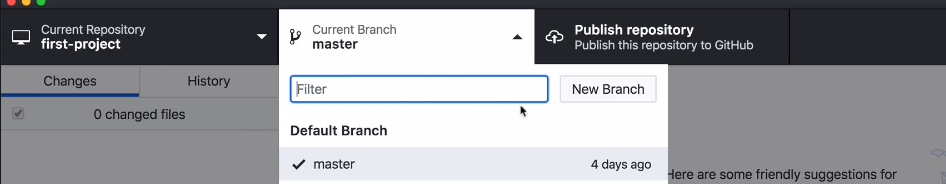 Current Repository
first-project
Current Branch
master
Publish repository
Publish this repository to GitHub
Changes
History
Filter
New Branch
0 changed files
Default Branch
master
4 days ago
Here are some friendly suggestions for